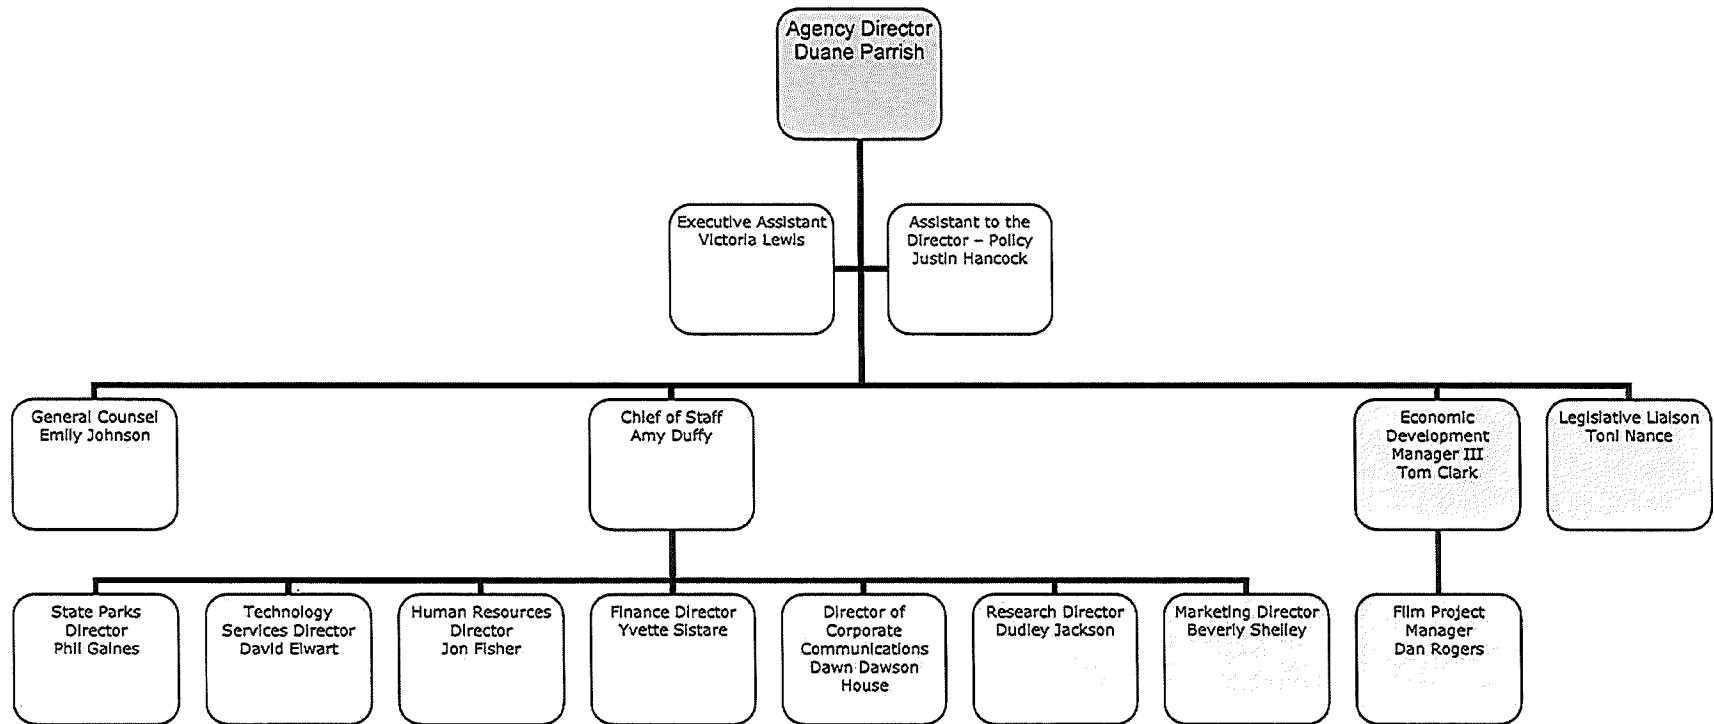 Agency Director
Duane Parrish
Executive Assistant
Victoria Lewis
Assistant to the
Director – Policy
Justin Hancock
General Counsel
Emily Johnson
Chief of Staff
Amy Duffy
Economic
Development
Manager III
Tom Clark
Legislative Liaison
Toni Nance
State Parks
Director
Phil Gaines
Technology
Services Director
David Elwart
Human Resources
Director
Jon Fisher
Finance Director
Yvette Sistare
Director of
Corporate
Communications
Dawn Dawson
House
Research Director
Dudley Jackson
Marketing Director
Beverly Shelley
Film Project
Manager
Dan Rogers